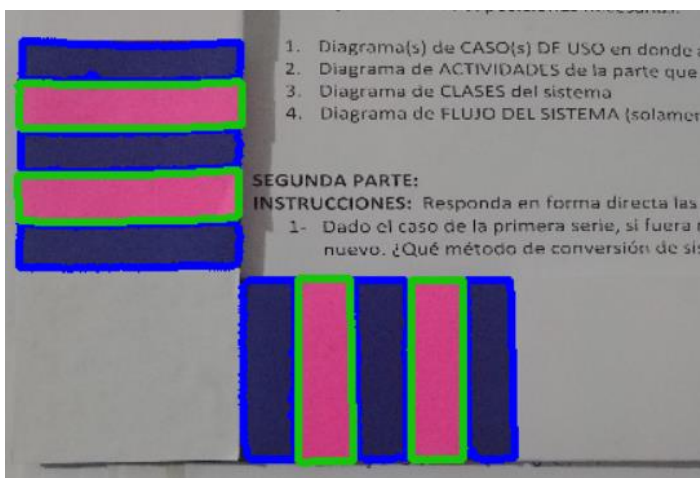 1. Diagrama(s) de CASO(s) DF USO en donde
2. Diagrama de ACTIVIDADES de la parte que
3. Diagrama de CLASES del sistema
4. Diagrama de FLUJO DEL SISTEMA (solamen
SEGUNDA PARTE:
INSTRUCCIONES: Responda en forma directa las
1- Dado el caso de la primera serie, si fuera
nuevo. ¿Qué método de conversión de sis